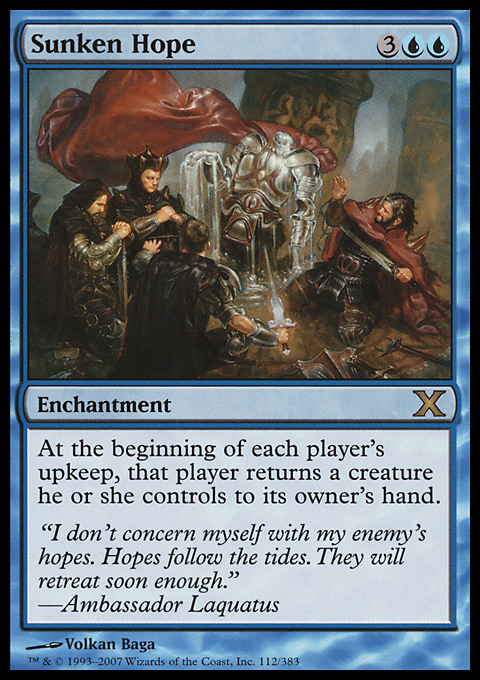 Sunken Hope 3
Enchantment X
At the beginning of each player's
upkeep, that player returns a creature
he or she controls to its owner's hand.
“I don't concern myself with my enemy's
hopes. Hopes follow the tides. They will
retreat soon enough.”
—Ambassador Laquatus
Volkan Baga
™ & © 1993–2007 Wizards of the Coast, Inc. 112/383